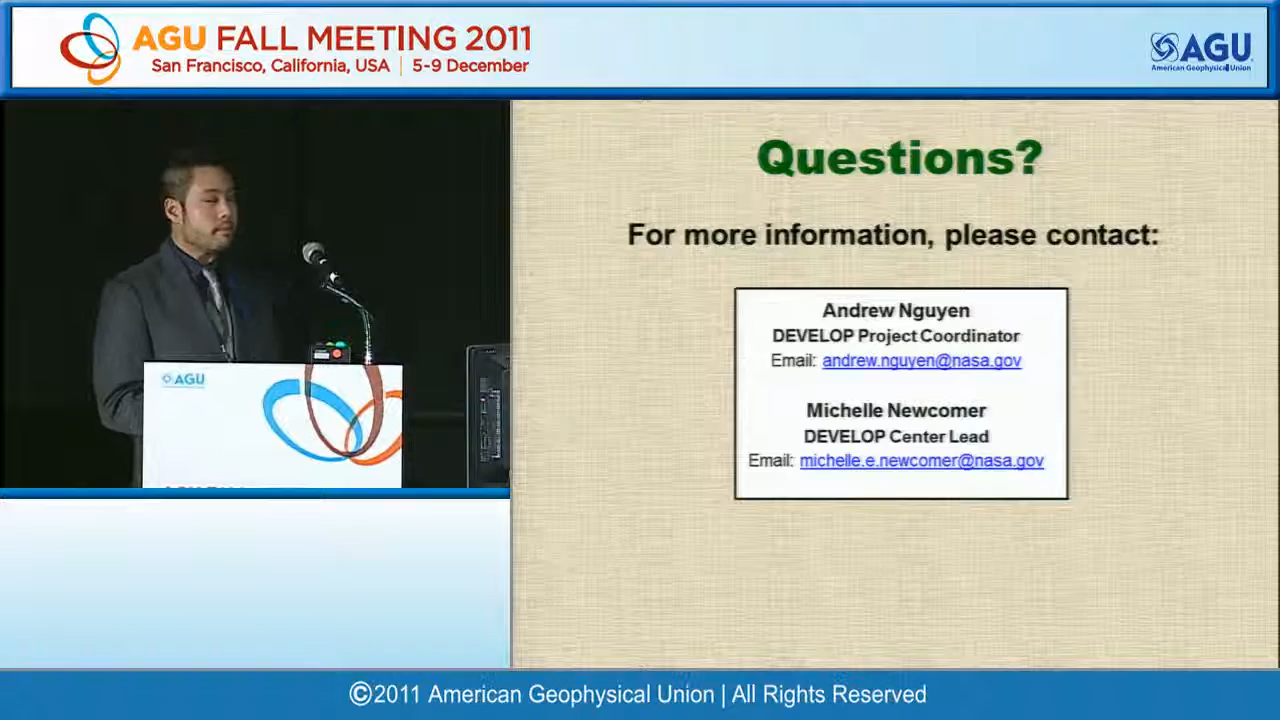 AGU FALL MEETING 2011
San Francisco, California, USA | 5-9 December
AGU
American Geophysical Union
Questions?
For more information, please contact:
Andrew Nguyen
DEVELOP Project Coordinator
Email: andrew.nguyen@nasa.gov
Michelle Newcomer
DEVELOP Center Lead
Email: michelle.e.newcomer@nasa.gov
AGU
©2011 American Geophysical Union | All Rights Reserved